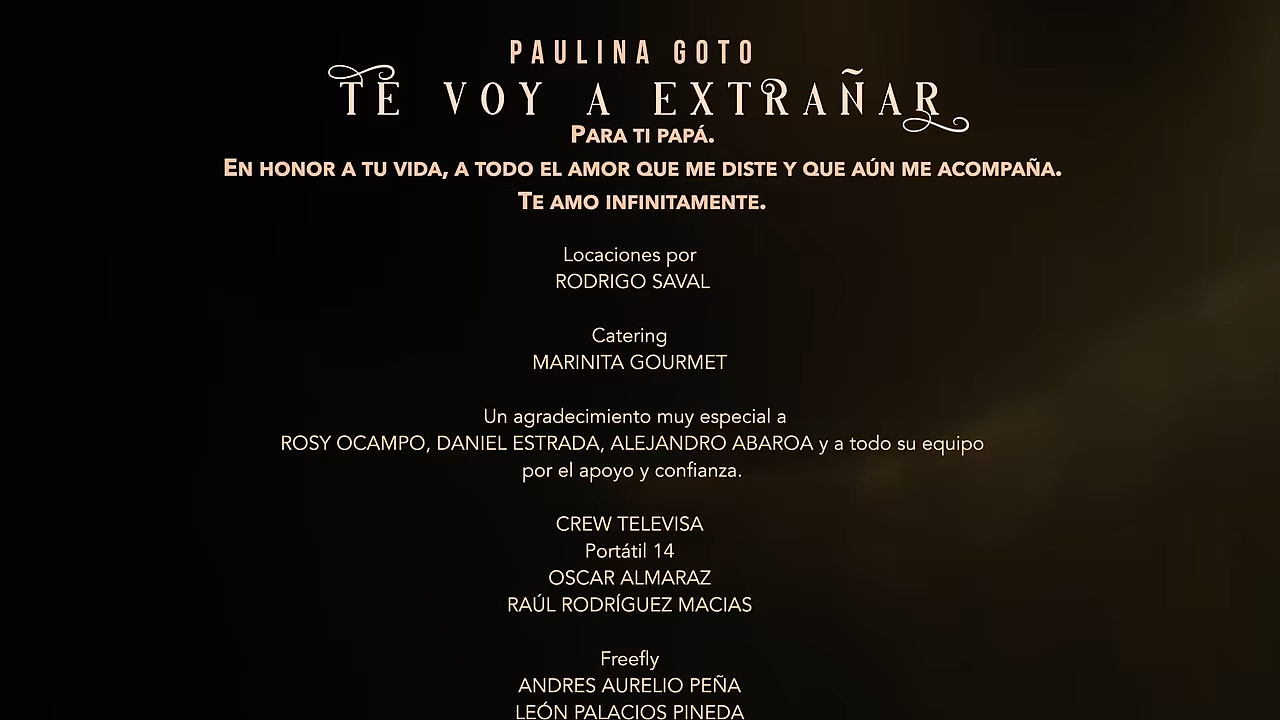 PAULINA GOTO
TE VOY A EXTRAÑAR
PARA TI PAPÁ.
EN HONOR A TU VIDA, A TODO EL AMOR QUE ME DISTE Y QUE AÚN ME ACOMPAÑA.
TE AMO INFINITAMENTE.
Locaciones por
RODRIGO SAVAL
Catering
MARINITA GOURMET
Un agradecimiento muy especial a
ROSY OCAMPO, DANIEL ESTRADA, ALEJANDRO ABAROA y a todo su equipo
por el apoyo y confianza.
CREW TELEVISA
Portátil 14
OSCAR ALMARAZ
RAÚL RODRÍGUEZ MACIAS
Freefly
ANDRES AURELIO PEÑA
LEÓN PALACIOS PINEDA